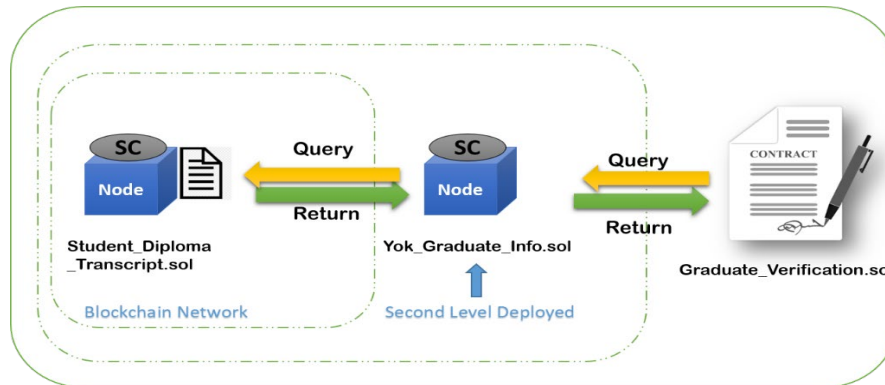 SC
Node
Student_Diploma
_Transcript.sol
Blockchain Network
Query
Return
SC
Node
Yok_Graduate_Info.sol
Second Level Deployed
Query
Return
CONTRACT
Graduate_Verification.so